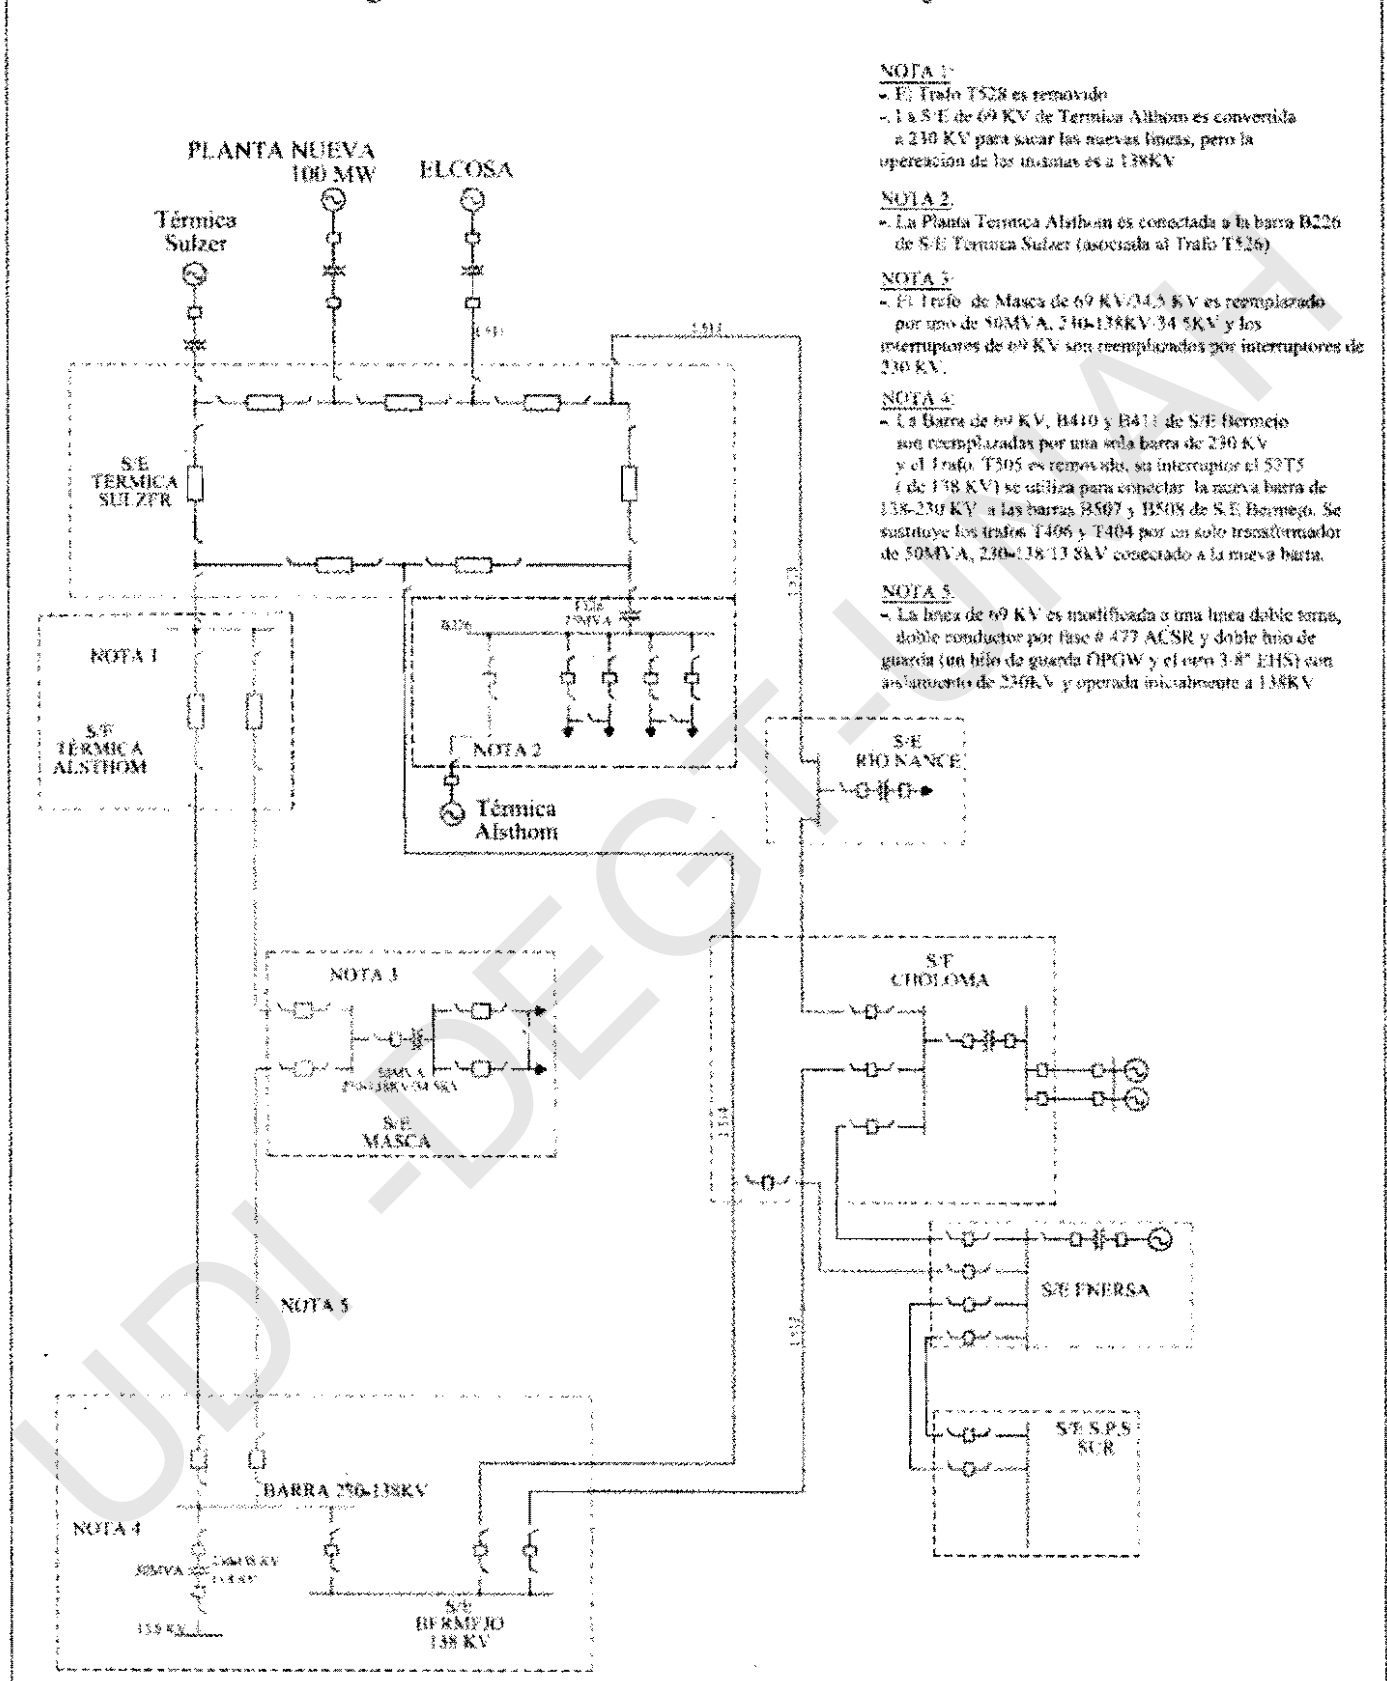 NOTA 1:
-. El Trafo T528 es removido
-. La S/E de 69 KV de Termica Althom es convertida
a 230 KV para sacar las nuevas lineas, pero la
opereación de las mismas es a 138KV
NOTA 2.
-. La Planta Termica Alsthom es conectada a la barra B226
de S/E Termica Sulzer (asociada al Trafo T526)
NOTA 3:
-. El Trafo de Masca de 69 KV/34.5 KV es reemplazado
por uno de 50MVA, 230-138KV-34.5KV y los
interruptores de 69 KV son reemplazados por interruptores de
230 KV.
NOTA 4:
-. La Barra de 69 KV, B410 y B411 de S/E Bermejo
son reemplazadas por una sola barra de 230 KV
y el Trafo. T505 es removido, su interruptor el 52T5
( de 138 KV) se utiliza para conectar la nueva barra de
138-230 KV a las barras B507 y B508 de S.E Bermejo. Se
sustituye los trafos T406 y T404 por un solo transformador
de 50MVA, 230-138/13.8kV conectado a la nueva barra.
NOTA 5:
-. La linea de 69 KV es modificada a una linea doble terna,
doble conductor por fase # 477 ACSR y doble hilo de
guarda (un hilo de guarda OPGW y el otro 3-8" EHS) con
aislamiento de 230kV y operada inicialmente a 138KV
PLANTA NUEVA
100 MW
ELCOSA
Térmica
Sulzer
S/E
TERMICA
SULZER
B226
NOTA 1
S/E
TÉRMICA
ALSTHOM
NOTA 2
Térmica
Alsthom
S/E
RIO NANCE
NOTA 3
50MVA
S/E
MASCA
S/E
CHOLOMA
S/E ENERSA
NOTA 5
S/E S.P.S
SUR
BARRA 230-138KV
NOTA 4
50MVA
13.8 KV
S/E
BERMEJO
138 KV
UDI-DEGT-UNAH